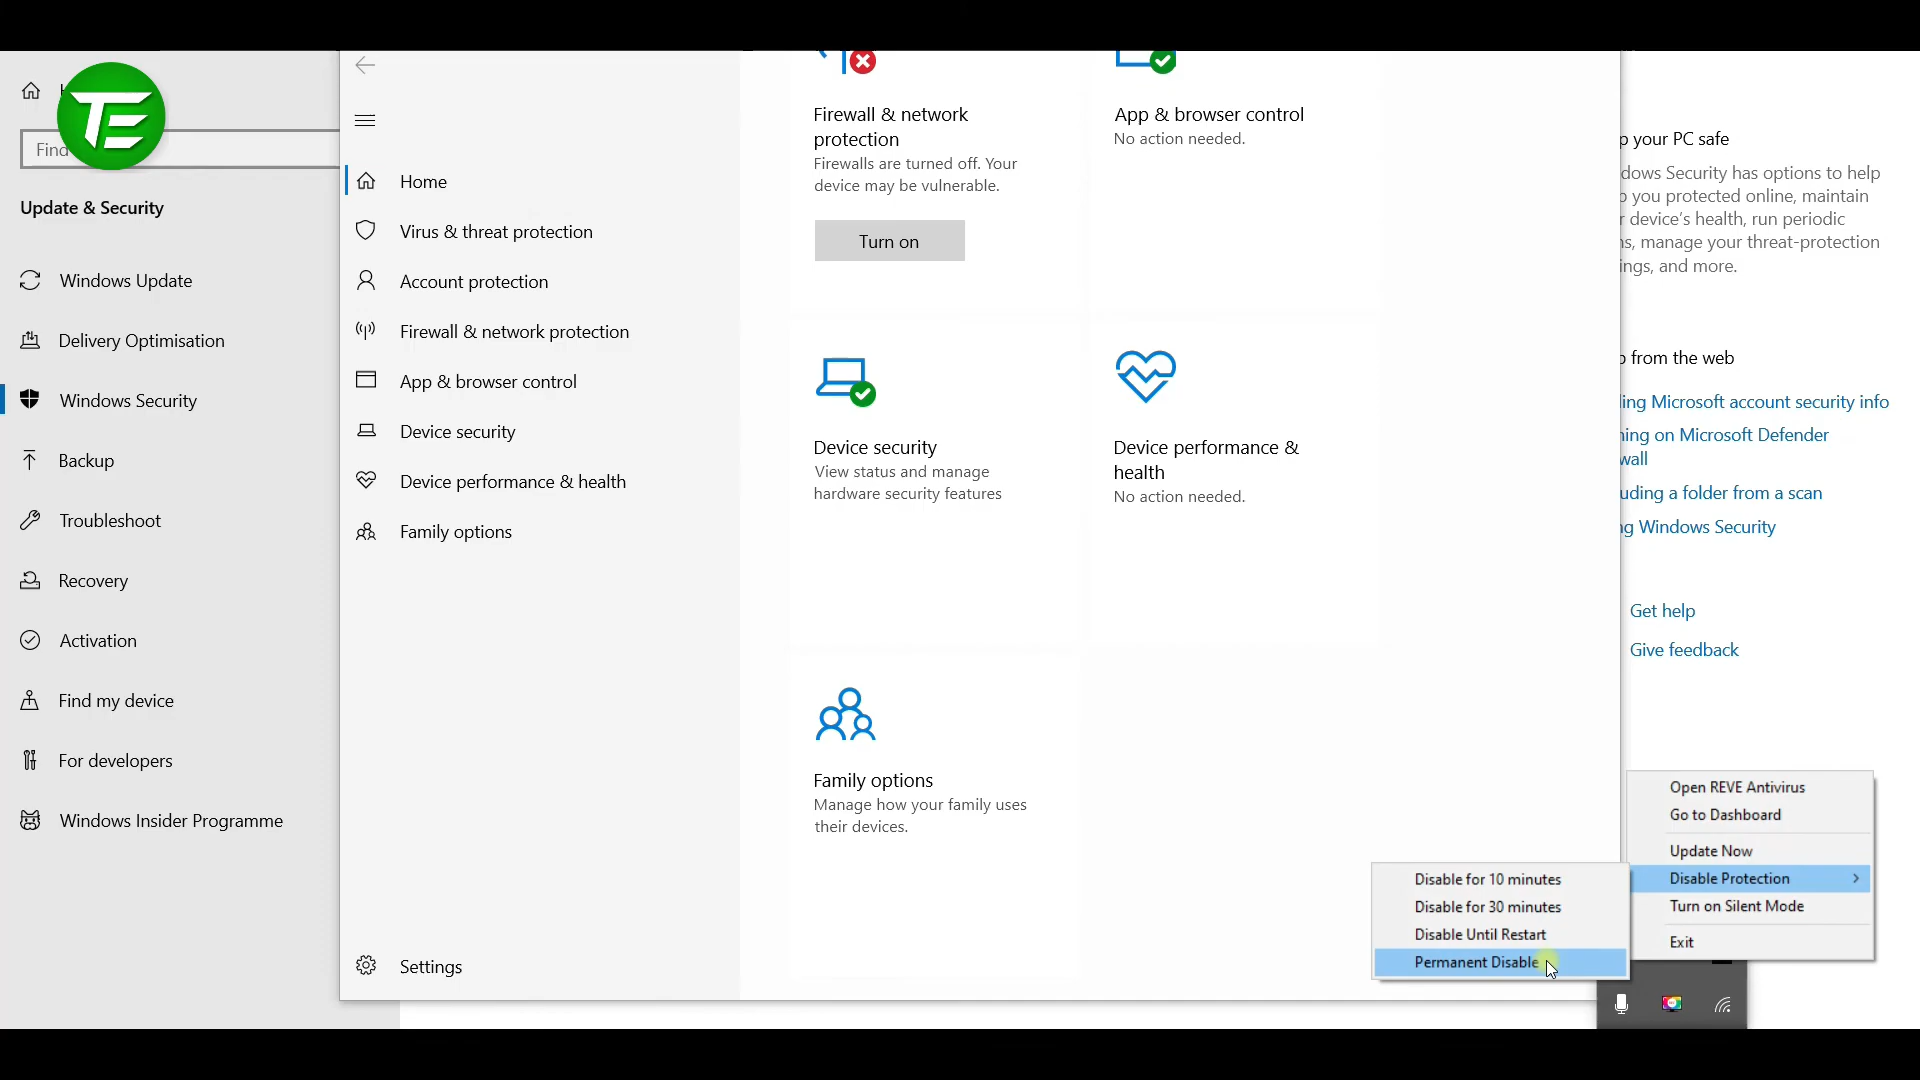 TE
Find
Update & Security
Windows Update
Delivery Optimisation
Windows Security
Backup
Troubleshoot
Recovery
Activation
Find my device
For developers
Windows Insider Programme
Home
Virus & threat protection
Account protection
Firewall & network protection
App & browser control
Device security
Device performance & health
Family options
Settings
Firewall & network
protection
Firewalls are turned off. Your
device may be vulnerable.
Turn on
App & browser control
No action needed.
Device security
View status and manage
hardware security features
Device performance &
health
No action needed.
Family options
Manage how your family uses
their devices.
p your PC safe
dows Security has options to help
p you protected online, maintain
r device's health, run periodic
ns, manage your threat-protection
ings, and more.
p from the web
ling Microsoft account security info
ning on Microsoft Defender
wall
uding a folder from a scan
ng Windows Security
Get help
Give feedback
Open REVE Antivirus
Go to Dashboard
Update Now
Disable Protection
Turn on Silent Mode
Exit
Disable for 10 minutes
Disable for 30 minutes
Disable Until Restart
Permanent Disable